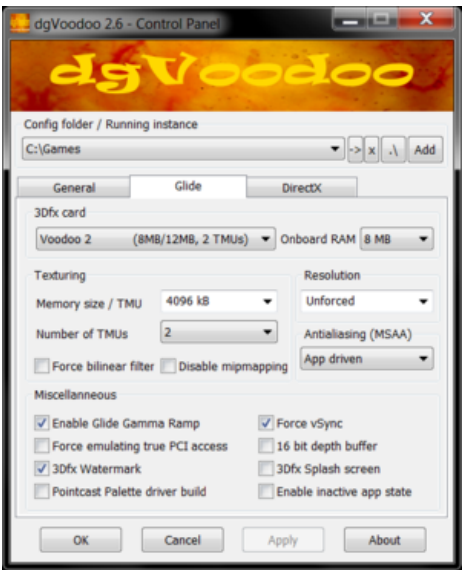 dgVoodoo 2.6 - Control Panel
dgVoodoo
Config folder / Running instance
C:\Games -> x .\ Add
General Glide DirectX
3Dfx card
Voodoo 2 (8MB/12MB, 2 TMUs) Onboard RAM 8 MB
Texturing Resolution
Memory size / TMU 4096 kB Unforced
Number of TMUs 2 Antialiasing (MSAA)
App driven
Force bilinear filter Disable mipmapping
Miscellaneous
Enable Glide Gamma Ramp Force vSync
Force emulating true PCI access 16 bit depth buffer
3Dfx Watermark 3Dfx Splash screen
Pointcast Palette driver build Enable inactive app state
OK Cancel Apply About